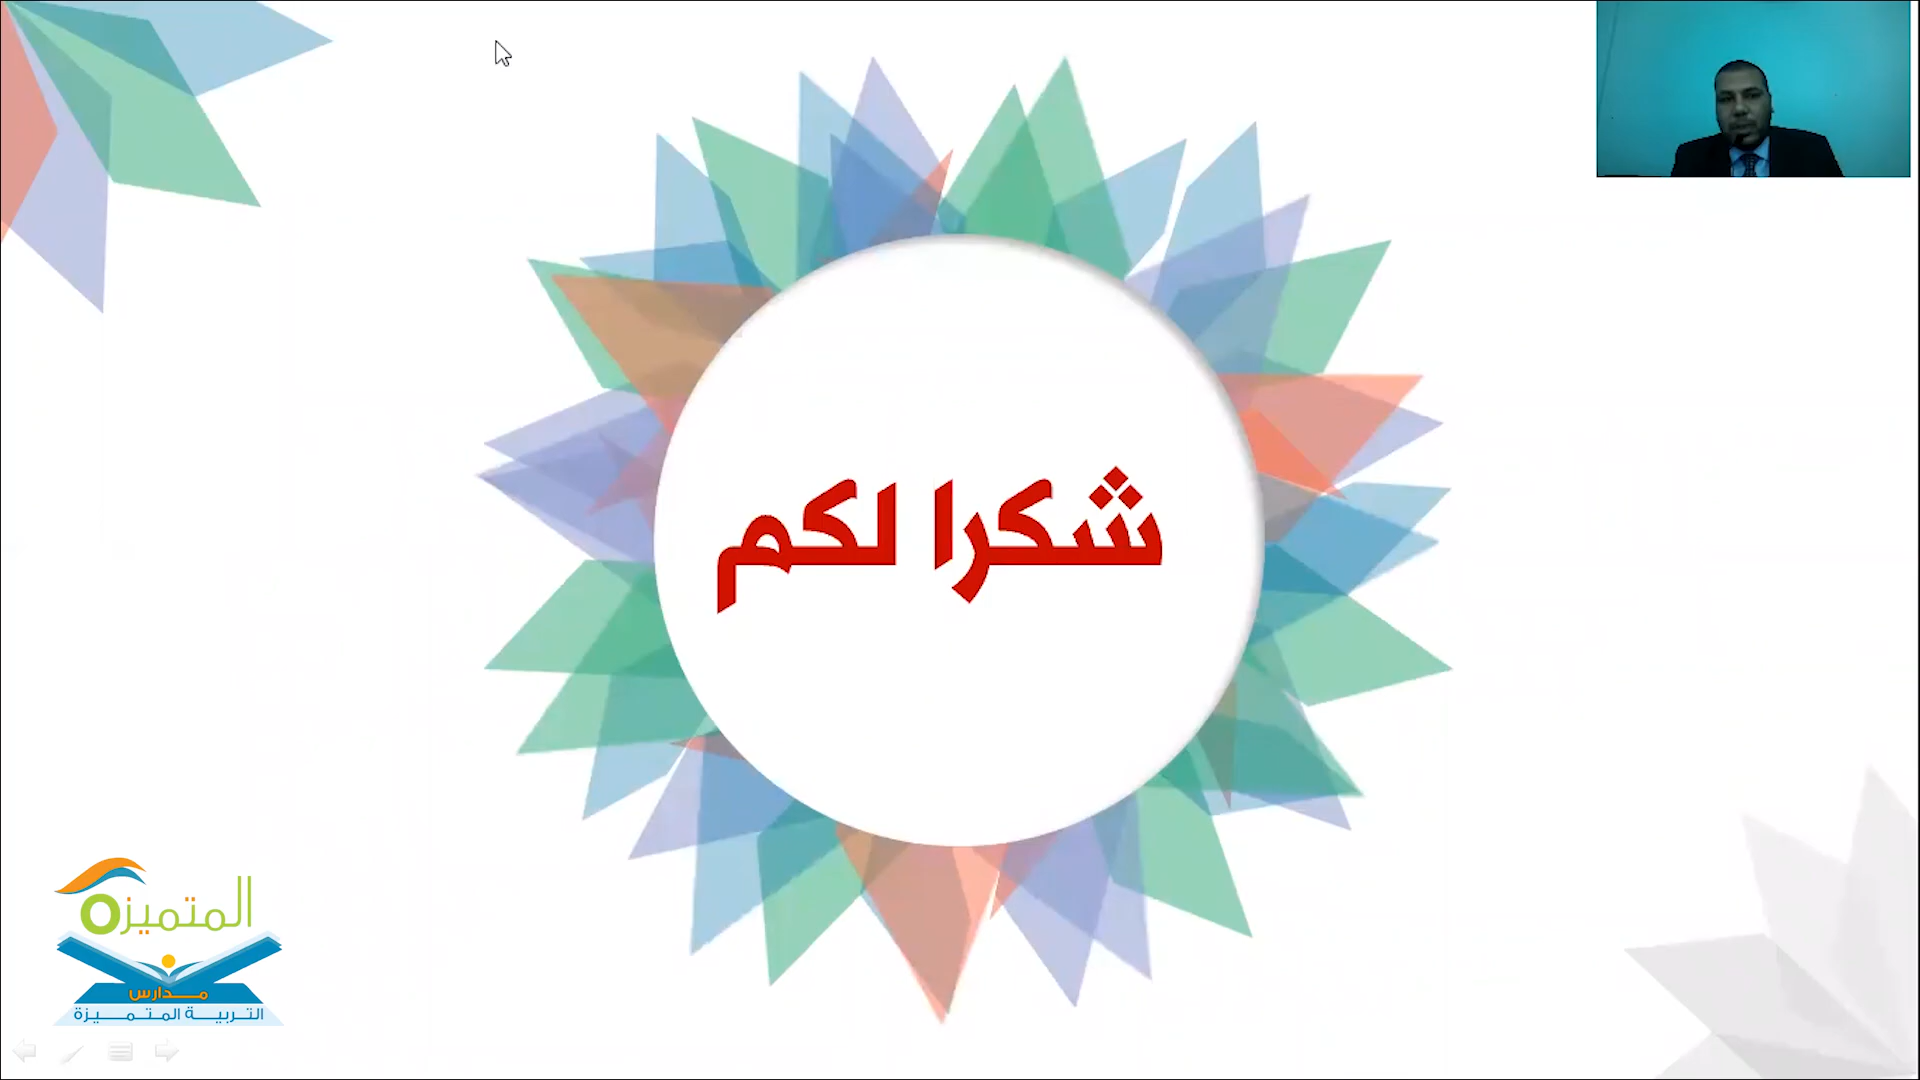 شكرا لكم
المتميزة
مدارس
التربية المتميزة